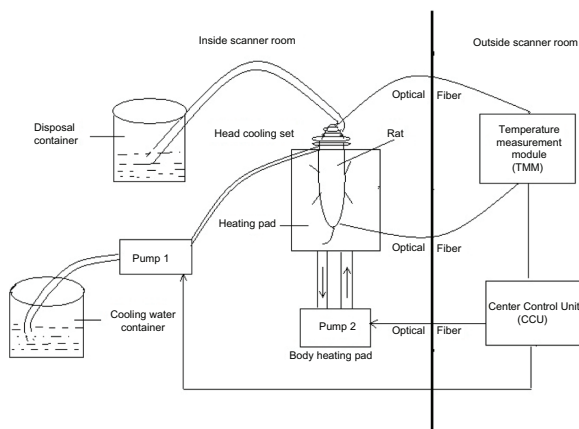 Inside scanner room
Outside scanner room
Optical
Fiber
Disposal
container
Head cooling set
Rat
Temperature
measurement
module
(TMM)
Heating pad
Optical
Fiber
Pump 1
Cooling water
container
Pump 2
Body heating pad
Optical
Fiber
Center Control Unit
(CCU)